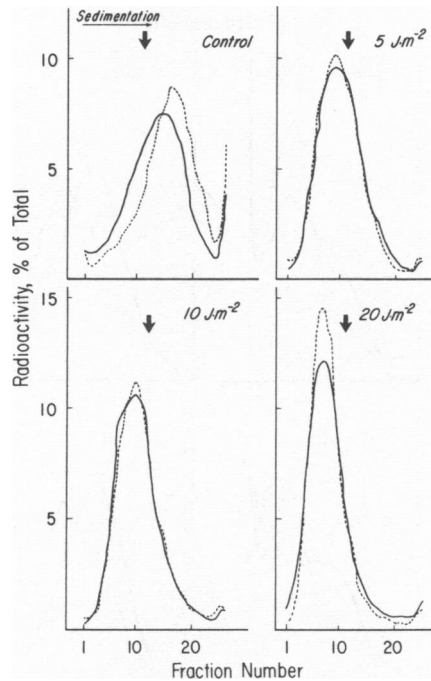 Sedimentation
Control
5 J·m⁻²
10
5
Radioactivity, % of Total
10 J·m⁻²
20 J·m⁻²
15
10
5
1 10 20
1 10 20
Fraction Number